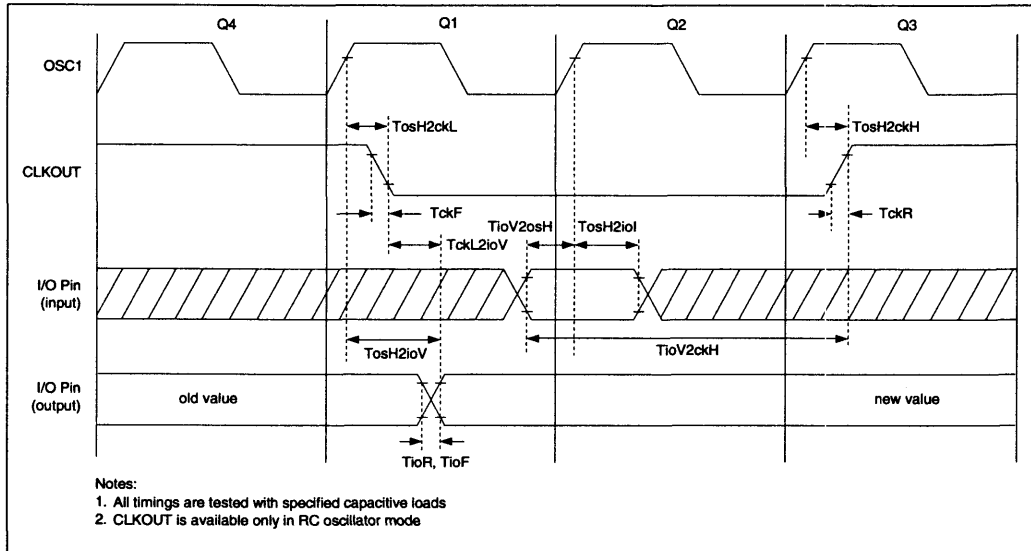 Q4 Q1 Q2 Q3
OSC1
TosH2ckL TosH2ckH
CLKOUT
TckF TioV2osH TosH2ioI TckR
TckL2ioV
I/O Pin
(input)
TosH2ioV TioV2ckH
I/O Pin
(output)
old value new value
TioR, TioF
Notes:
1. All timings are tested with specified capacitive loads
2. CLKOUT is available only in RC oscillator mode